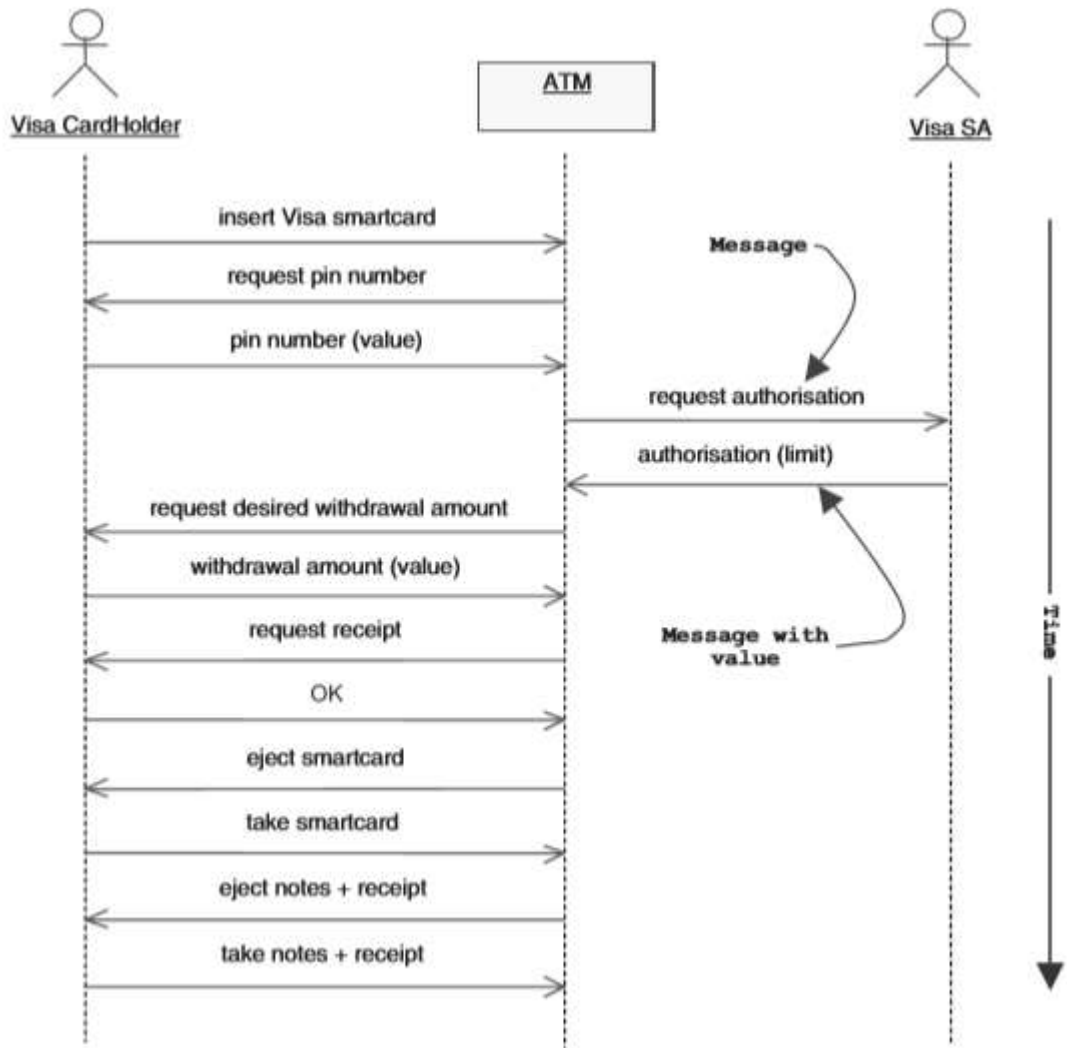 Visa CardHolder
ATM
Visa SA
insert Visa smartcard
Message
request pin number
pin number (value)
request authorisation
authorisation (limit)
request desired withdrawal amount
withdrawal amount (value)
Time
request receipt
Message with
value
OK
eject smartcard
take smartcard
eject notes + receipt
take notes + receipt